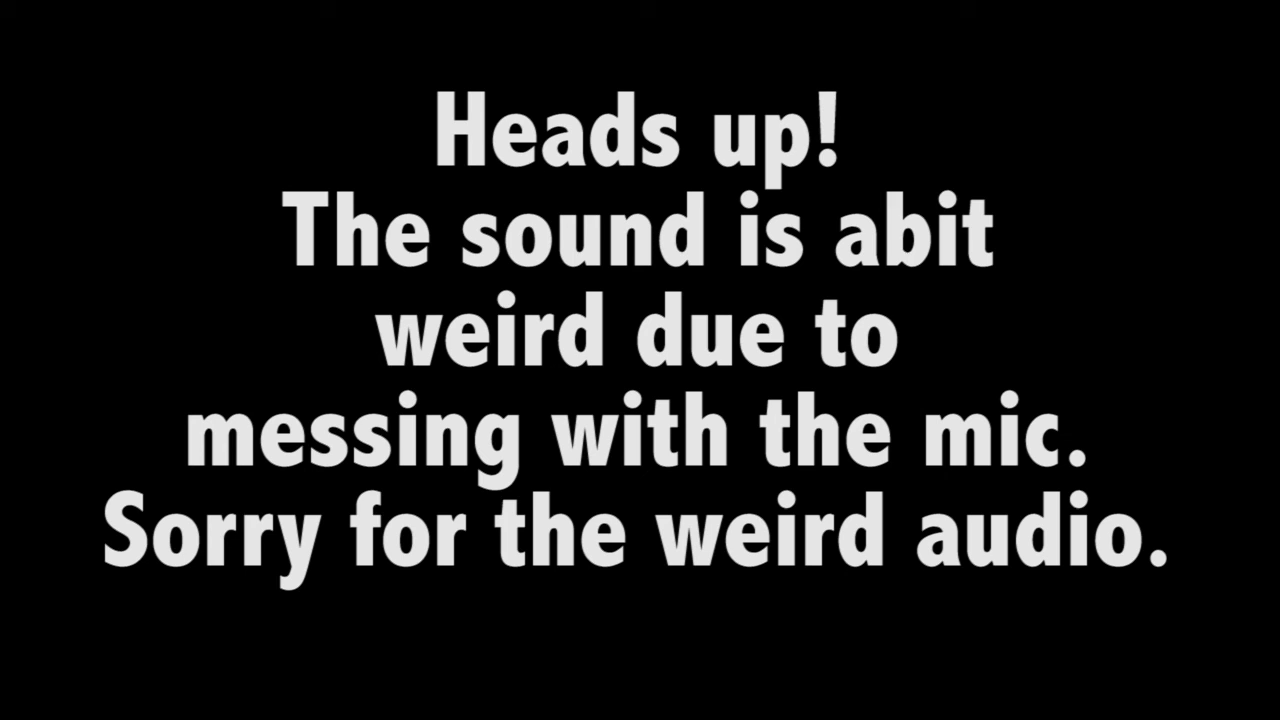 Heads up!
The sound is abit
weird due to
messing with the mic.
Sorry for the weird audio.